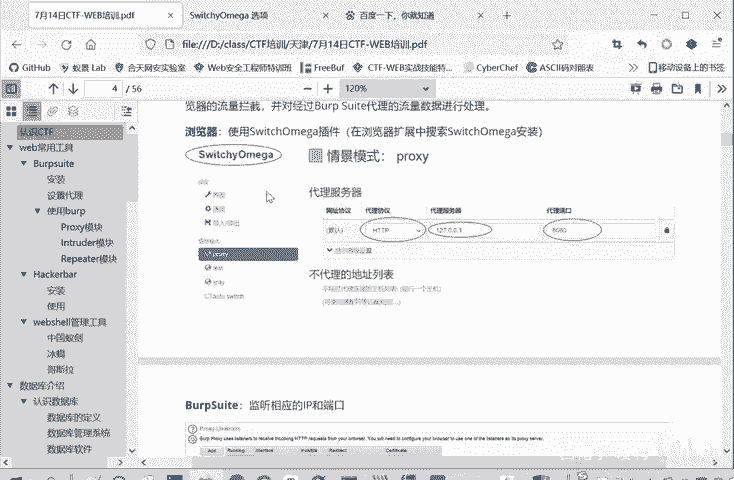 7月14日CTF-WEB培训.pdf
SwitchyOmega 选项
百度一下，你就知道
file:///D:/class/CTF培训/天津/7月14日CTF-WEB培训.pdf
GitHub
蚁景 Lab
合天网安实验室
Web安全工程师特训班
FreeBuf
CTF-WEB实战技能特...
CyberChef
ASCII码对照表
移动设备上的书签
4 / 56
120%
认识CTF
web常用工具
Burpsuite
安装
设置代理
使用burp
Proxy模块
Intruder模块
Repeater模块
Hackerbar
安装
使用
webshell管理工具
中国蚁剑
冰蝎
哥斯拉
数据库介绍
认识数据库
数据库的定义
数据库管理系统
数据库软件
览器的流量拦截，并对经过Burp Suite代理的流量数据进行处理。
浏览器：使用SwitchOmega插件（在浏览器扩展中搜索SwitchOmega安装）
SwitchyOmega
情景模式： proxy
代理服务器
网址协议 代理协议 代理服务器 代理端口
(默认) HTTP 127.0.0.1 8080
proxy
auto switch
不代理的地址列表
BurpSuite：监听相应的IP和端口
Proxy Listeners
Burp Proxy uses listeners to receive incoming HTTP requests from your browser. You will need to configure your browser to use one of the listeners as its proxy server.
Add Running Interface Invisible Redirect Certificate